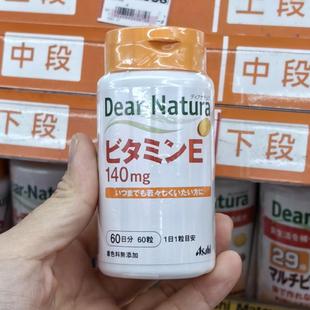 中段
中段
下段
下段
Dear-Natura
ディアナチュラ
ビタミンE
140mg
いつまでも若々しくいたい方に
60日分 60粒 1日1粒目安
着色料無添加
Asahi
Dear-Natura
Dear
29
マルチビ